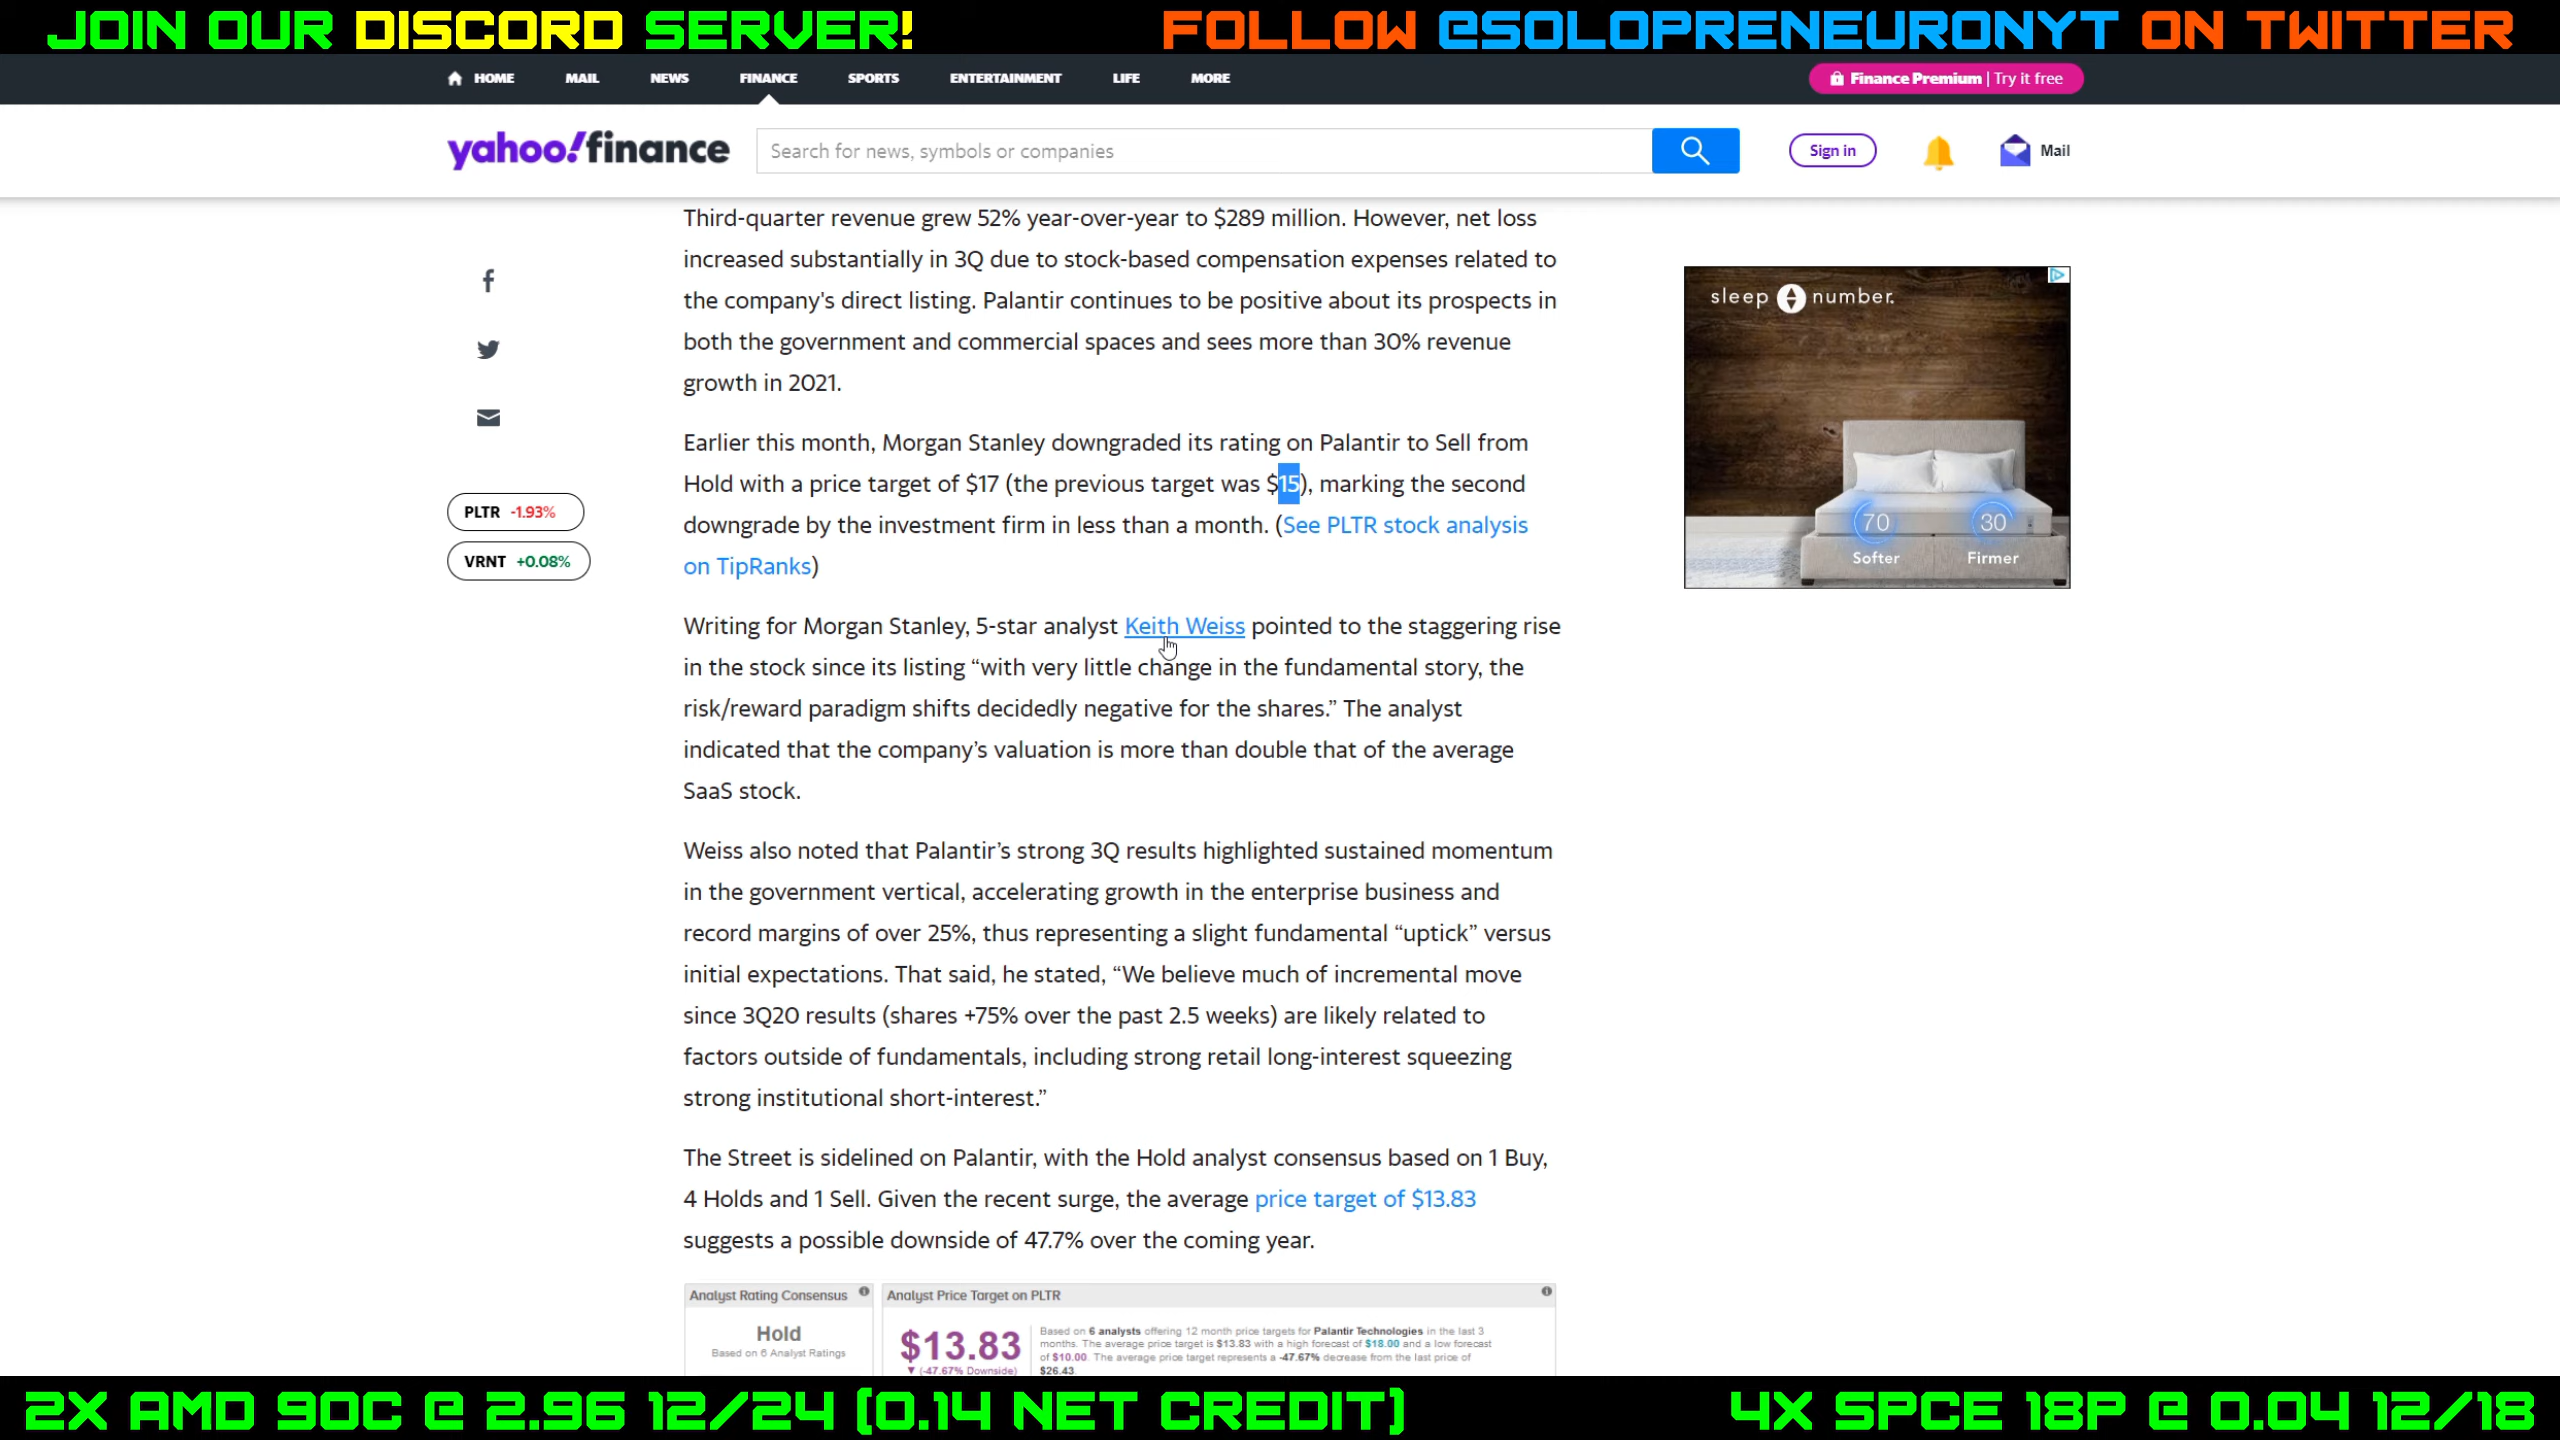 JOIN OUR DISCORD SERVER!
FOLLOW @SOLOPRENEURONYT ON TWITTER
HOME MAIL NEWS FINANCE SPORTS ENTERTAINMENT LIFE MORE
Finance Premium | Try it free
yahoo!finance
Search for news, symbols or companies
Sign in
Mail
Third-quarter revenue grew 52% year-over-year to $289 million. However, net loss
increased substantially in 3Q due to stock-based compensation expenses related to
the company's direct listing. Palantir continues to be positive about its prospects in
both the government and commercial spaces and sees more than 30% revenue
growth in 2021.
sleep number.
70 30
Softer Firmer
Earlier this month, Morgan Stanley downgraded its rating on Palantir to Sell from
Hold with a price target of $17 (the previous target was $15), marking the second
downgrade by the investment firm in less than a month. (See PLTR stock analysis
on TipRanks)
PLTR -1.93%
VRNT +0.08%
Writing for Morgan Stanley, 5-star analyst Keith Weiss pointed to the staggering rise
in the stock since its listing “with very little change in the fundamental story, the
risk/reward paradigm shifts decidedly negative for the shares.” The analyst
indicated that the company’s valuation is more than double that of the average
SaaS stock.
Weiss also noted that Palantir’s strong 3Q results highlighted sustained momentum
in the government vertical, accelerating growth in the enterprise business and
record margins of over 25%, thus representing a slight fundamental “uptick” versus
initial expectations. That said, he stated, “We believe much of incremental move
since 3Q20 results (shares +75% over the past 2.5 weeks) are likely related to
factors outside of fundamentals, including strong retail long-interest squeezing
strong institutional short-interest.”
The Street is sidelined on Palantir, with the Hold analyst consensus based on 1 Buy,
4 Holds and 1 Sell. Given the recent surge, the average price target of $13.83
suggests a possible downside of 47.7% over the coming year.
Analyst Rating Consensus
Hold
Based on 6 Analyst Ratings
Analyst Price Target on PLTR
$13.83
▼ (-47.67% Downside)
Based on 6 analysts offering 12 month price targets for Palantir Technologies in the last 3
months. The average price target is $13.83 with a high forecast of $18.00 and a low forecast
of $10.00. The average price target represents a -47.67% decrease from the last price of
$26.43
2X AMD 90C @ 2.96 12/24 (0.14 NET CREDIT)
4X SPCE 18P @ 0.04 12/18